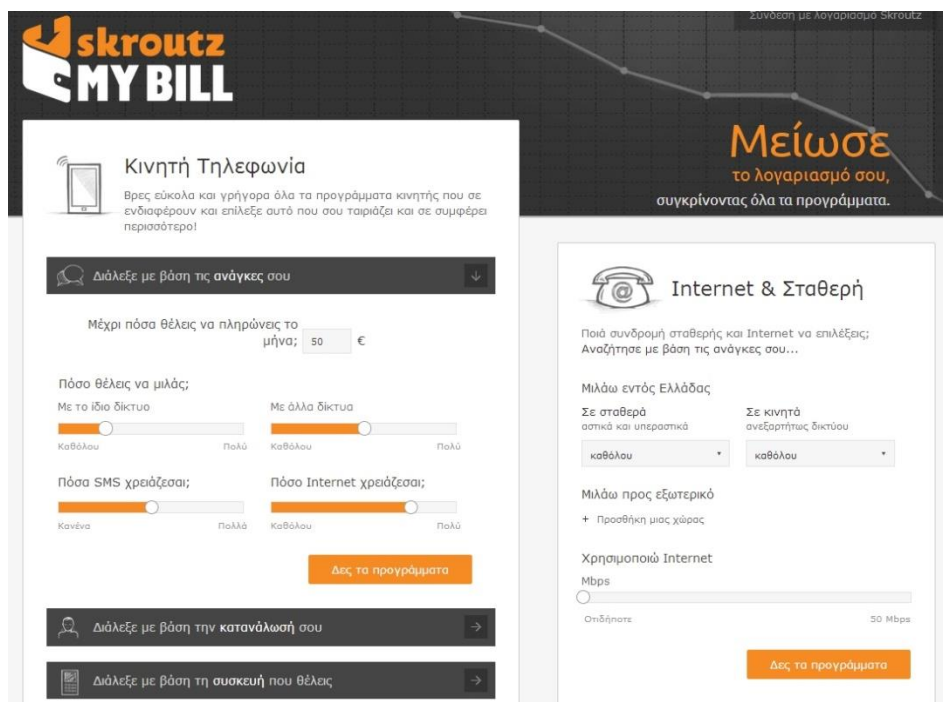 Σύνδεση με λογαριασμό Skroutz
skroutz
MY BILL
Μείωσε
το λογαριασμό σου,
συγκρίνοντας όλα τα προγράμματα.
Κινητή Τηλεφωνία
Βρες εύκολα και γρήγορα όλα τα προγράμματα κινητής που σε
ενδιαφέρουν και επίλεξε αυτό που σου ταιριάζει και σε συμφέρει
περισσότερο!
Διάλεξε με βάση τις ανάγκες σου
Μέχρι πόσα θέλεις να πληρώνεις το
μήνα; 50 €
Πόσο θέλεις να μιλάς;
Με το ίδιο δίκτυο Με άλλα δίκτυα
Καθόλου Πολύ Καθόλου Πολύ
Πόσα SMS χρειάζεσαι; Πόσο Internet χρειάζεσαι;
Κανένα Πολλά Καθόλου Πολύ
Δες τα προγράμματα
Διάλεξε με βάση την κατανάλωσή σου
Διάλεξε με βάση τη συσκευή που θέλεις
Internet & Σταθερή
Ποιά συνδρομή σταθερής και Internet να επιλέξεις;
Αναζήτησε με βάση τις ανάγκες σου...
Μιλάω εντός Ελλάδας
Σε σταθερά Σε κινητά
αστικά και υπεραστικά ανεξαρτήτως δικτύου
καθόλου καθόλου
Μιλάω προς εξωτερικό
+ Προσθήκη μιας χώρας
Χρησιμοποιώ Internet
Mbps
Οτιδήποτε 50 Mbps
Δες τα προγράμματα